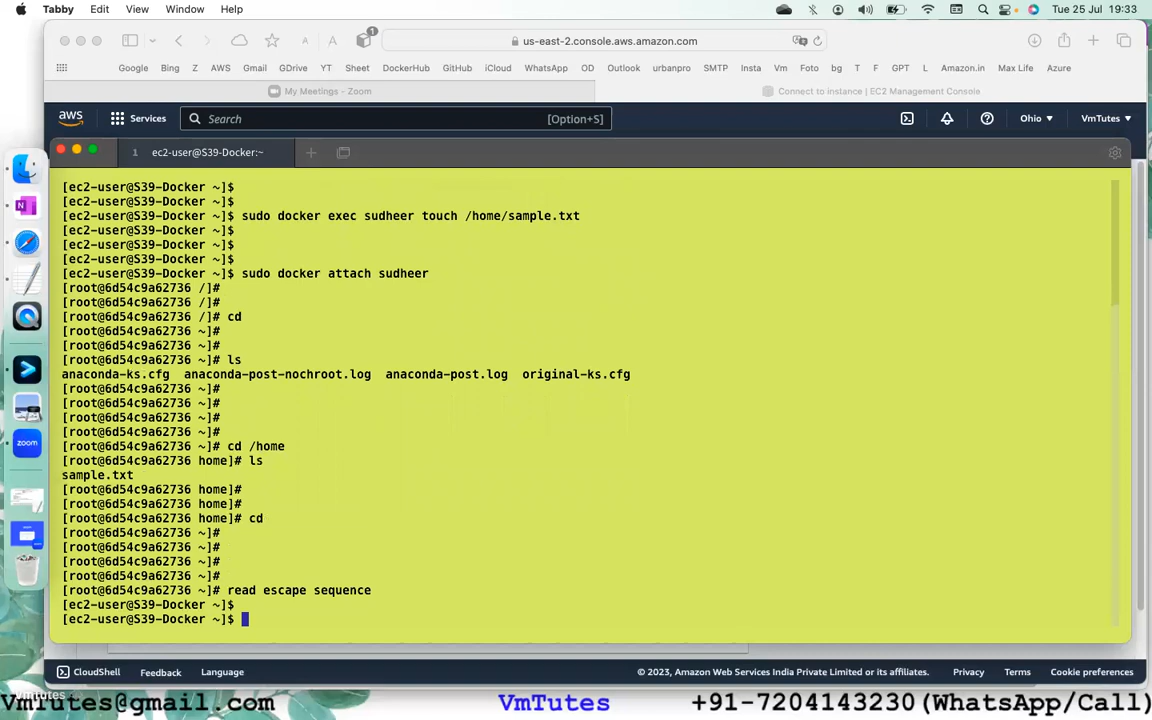 Tabby Edit View Window Help Tue 25 Jul 19:33
A A 1 us-east-2.console.aws.amazon.com
Google Bing Z AWS Gmail GDrive YT Sheet DockerHub GitHub iCloud WhatsApp OD Outlook urbanpro SMTP Insta Vm Foto bg T F GPT L Amazon.in Max Life Azure
My Meetings - Zoom Connect to instance | EC2 Management Console
aws Services Search [Option+S] Ohio ▼ VmTutes ▼
1 ec2-user@S39-Docker:~
[ec2-user@S39-Docker ~]$
[ec2-user@S39-Docker ~]$
[ec2-user@S39-Docker ~]$ sudo docker exec sudheer touch /home/sample.txt
[ec2-user@S39-Docker ~]$
[ec2-user@S39-Docker ~]$
[ec2-user@S39-Docker ~]$
[ec2-user@S39-Docker ~]$ sudo docker attach sudheer
[root@6d54c9a62736 /]#
[root@6d54c9a62736 /]#
[root@6d54c9a62736 /]# cd
[root@6d54c9a62736 ~]#
[root@6d54c9a62736 ~]#
[root@6d54c9a62736 ~]# ls
anaconda-ks.cfg anaconda-post-nochroot.log anaconda-post.log original-ks.cfg
[root@6d54c9a62736 ~]#
[root@6d54c9a62736 ~]#
[root@6d54c9a62736 ~]#
[root@6d54c9a62736 ~]#
[root@6d54c9a62736 ~]# cd /home
[root@6d54c9a62736 home]# ls
sample.txt
[root@6d54c9a62736 home]#
[root@6d54c9a62736 home]#
[root@6d54c9a62736 home]# cd
[root@6d54c9a62736 ~]#
[root@6d54c9a62736 ~]#
[root@6d54c9a62736 ~]#
[root@6d54c9a62736 ~]#
[root@6d54c9a62736 ~]# read escape sequence
[ec2-user@S39-Docker ~]$
[ec2-user@S39-Docker ~]$
zoom
CloudShell Feedback Language © 2023, Amazon Web Services India Private Limited or its affiliates. Privacy Terms Cookie preferences
VmTutes
VmTutes@gmail.com VmTutes +91-7204143230(WhatsApp/Call)